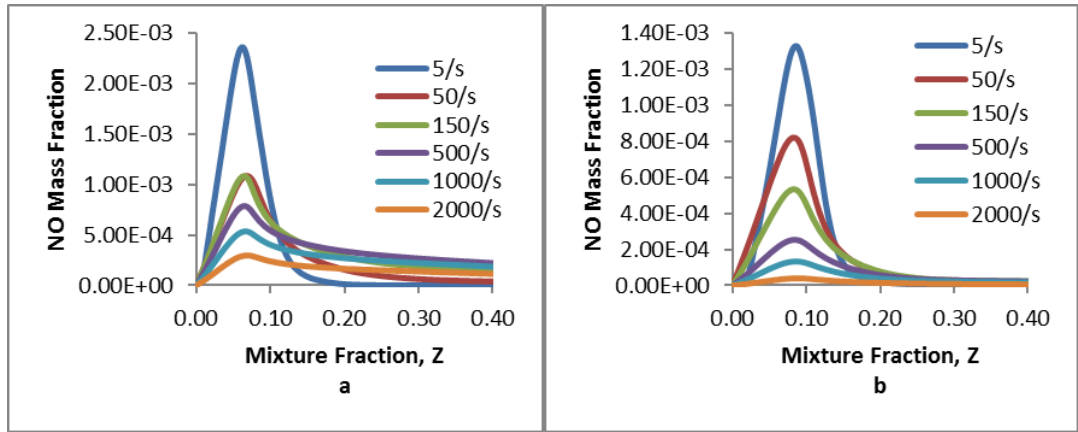 2.50E-03
2.00E-03
1.50E-03
1.00E-03
5.00E-04
0.00E+00
NO Mass Fraction
5/s
50/s
150/s
500/s
1000/s
2000/s
0.00 0.10 0.20 0.30 0.40
Mixture Fraction, Z
a
1.40E-03
1.20E-03
1.00E-03
8.00E-04
6.00E-04
4.00E-04
2.00E-04
0.00E+00
NO Mass Fraction
5/s
50/s
150/s
500/s
1000/s
2000/s
0.00 0.10 0.20 0.30 0.40
Mixture Fraction, Z
b